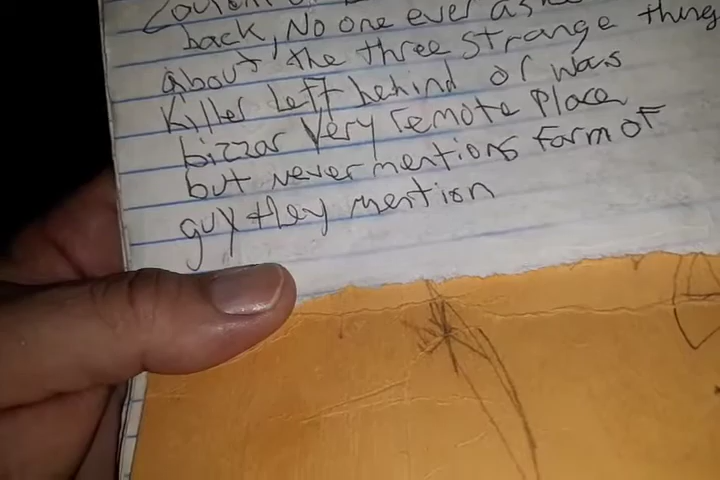 back, No one ever
about the three strange thing
Killer left behind or was
bizzar Very remote Place
but never mentions form of
guy they mention